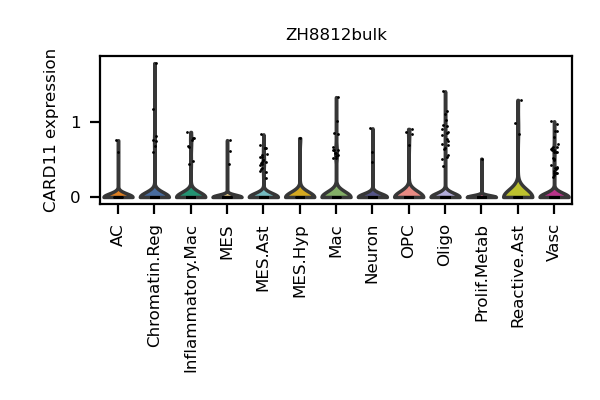 ZH8812bulk
CARD11 expression
1
0
AC
Chromatin.Reg
Inflammatory.Mac
MES
MES.Ast
MES.Hyp
Mac
Neuron
OPC
Oligo
Prolif.Metab
Reactive.Ast
Vasc